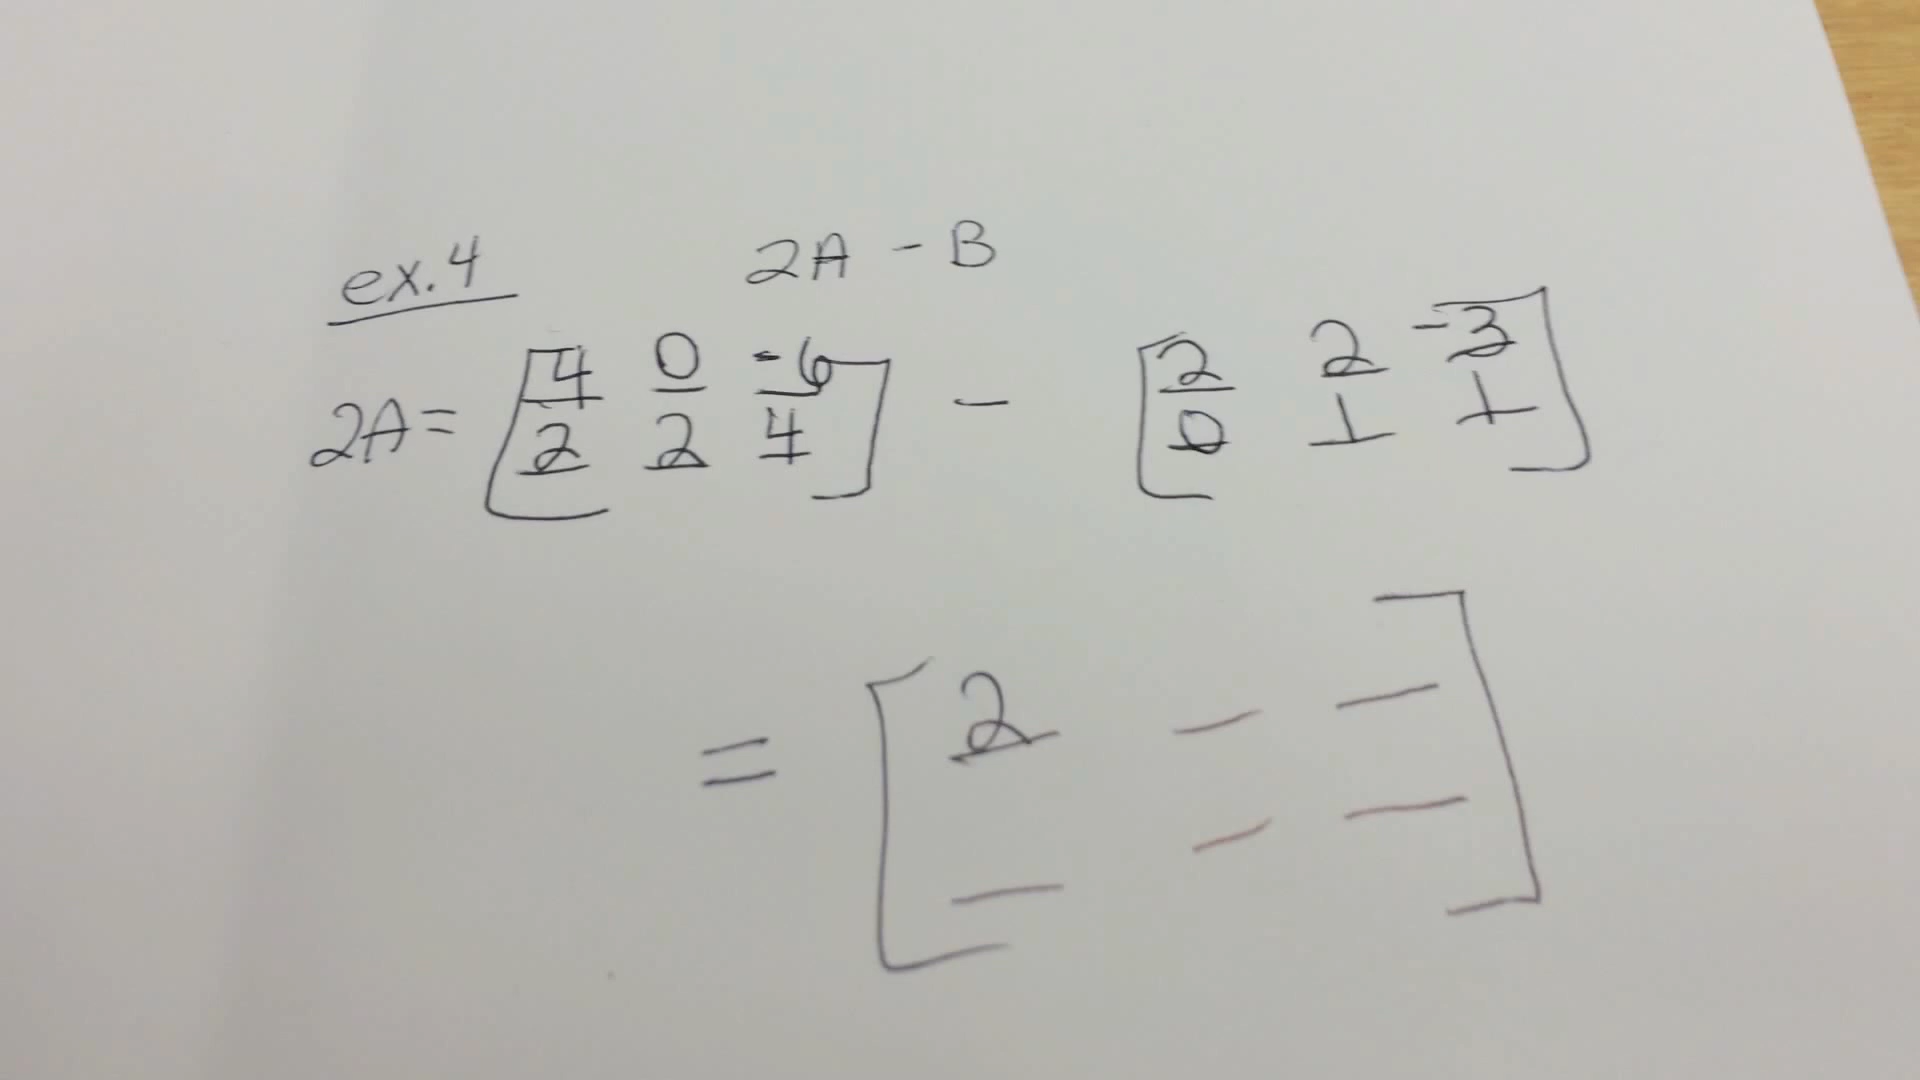 ex.4 2A - B
2A = [4 0 -6] - [2 2 -3]
[2 2 4] [0 1 1]
= [2 _ _]
[_ _ _]